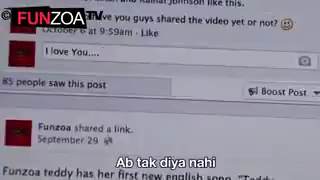 FUNZOA
ve you guys shared the video yet or not?
October 6 at 9:59am · Like
I love You....
85 people saw this post
Boost Post
Funzoa shared a link.
September 29
Ab tak diya nahi
Funzoa teddy has her first new english song, "Teddy